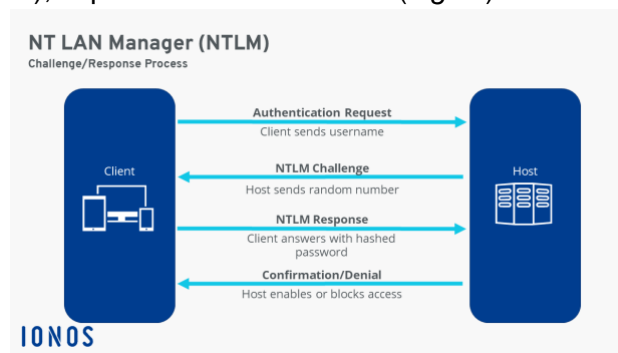 NT LAN Manager (NTLM)
Challenge/Response Process
Authentication Request
Client sends username
Client
NTLM Challenge
Host
Host sends random number
NTLM Response
Client answers with hashed
password
Confirmation/Denial
Host enables or blocks access
IONOS